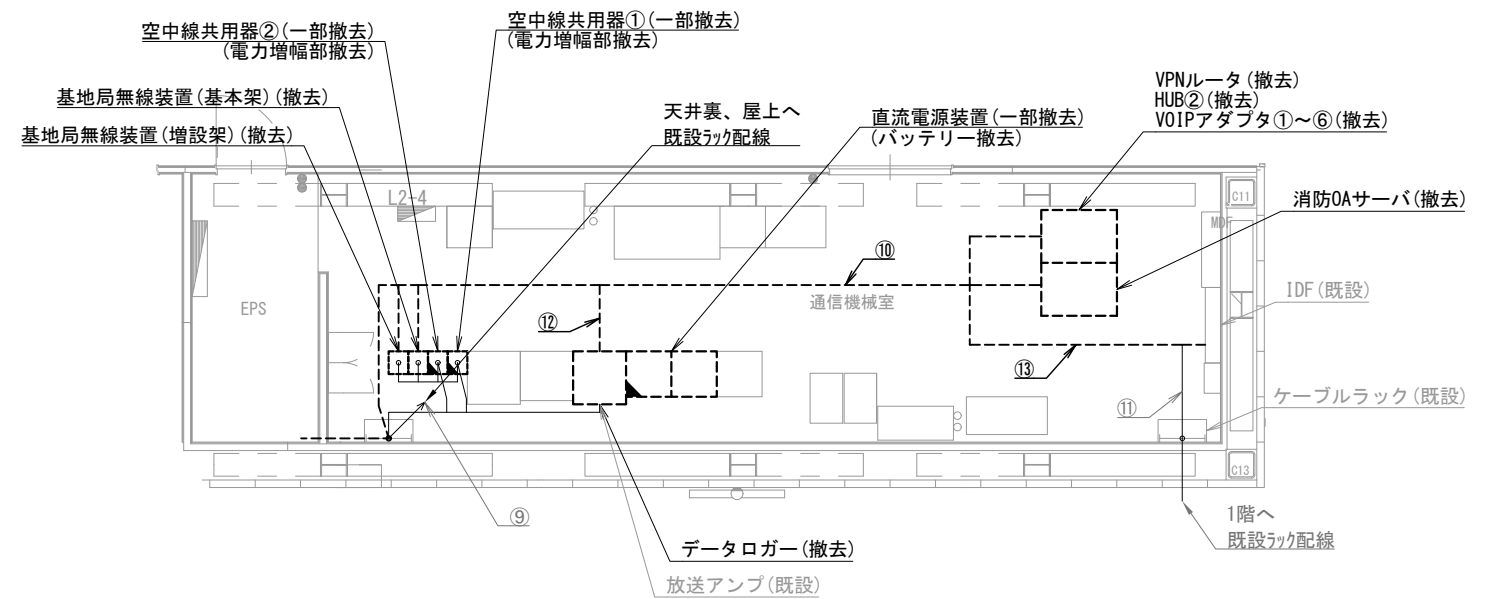 空中線共用器②(一部撤去)
(電力増幅部撤去)
空中線共用器①(一部撤去)
(電力増幅部撤去)
基地局無線装置(基本架)(撤去)
基地局無線装置(増設架)(撤去)
天井裏、屋上へ
既設ﾗｯｸ配線
直流電源装置(一部撤去)
(バッテリー撤去)
VPNルータ(撤去)
HUB②(撤去)
VOIPアダプタ①～⑥(撤去)
消防OAサーバ(撤去)
L2-4
C11
MDF
⑩
通信機械室
IDF(既設)
EPS
⑫
⑬
⑪
ケーブルラック(既設)
C13
⑨
1階へ
既設ﾗｯｸ配線
データロガー(撤去)
放送アンプ(既設)